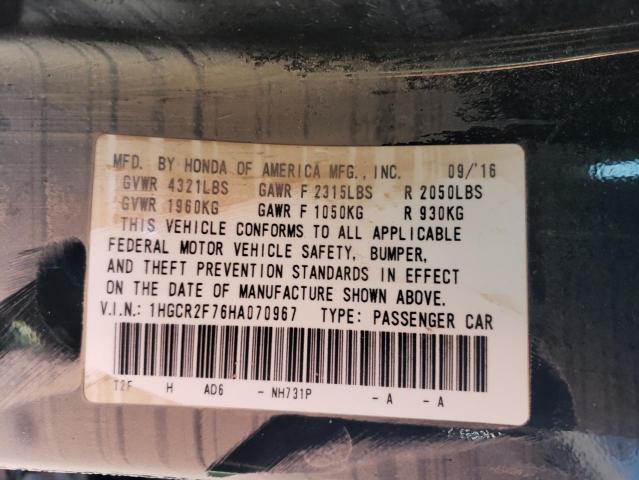 MFD. BY HONDA OF AMERICA MFG., INC. 09/'16
GVWR 4321LBS GAWR F 2315LBS R 2050LBS
GVWR 1960KG GAWR F 1050KG R 930KG
THIS VEHICLE CONFORMS TO ALL APPLICABLE
FEDERAL MOTOR VEHICLE SAFETY, BUMPER,
AND THEFT PREVENTION STANDARDS IN EFFECT
ON THE DATE OF MANUFACTURE SHOWN ABOVE.
V.I.N.: 1HGCR2F76HA070967 TYPE: PASSENGER CAR
T2F H AD6 - NH731P - A - A